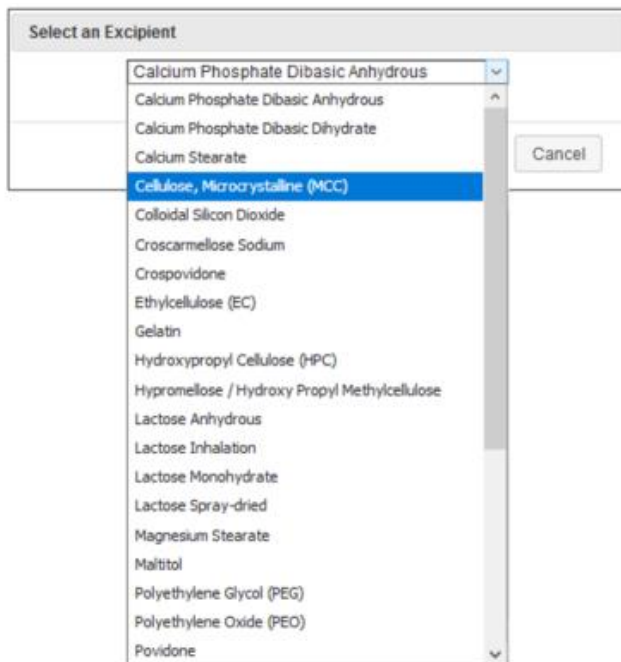 Select an Excipient
Calcium Phosphate Dibasic Anhydrous
Calcium Phosphate Dibasic Anhydrous
Calcium Phosphate Dibasic Dihydrate
Calcium Stearate
Cancel
Cellulose, Microcrystalline (MCC)
Colloidal Silicon Dioxide
Croscarmellose Sodium
Crospovidone
Ethylcellulose (EC)
Gelatin
Hydroxypropyl Cellulose (HPC)
Hypromellose / Hydroxy Propyl Methylcellulose
Lactose Anhydrous
Lactose Inhalation
Lactose Monohydrate
Lactose Spray-dried
Magnesium Stearate
Maltitol
Polyethylene Glycol (PEG)
Polyethylene Oxide (PEO)
Povidone